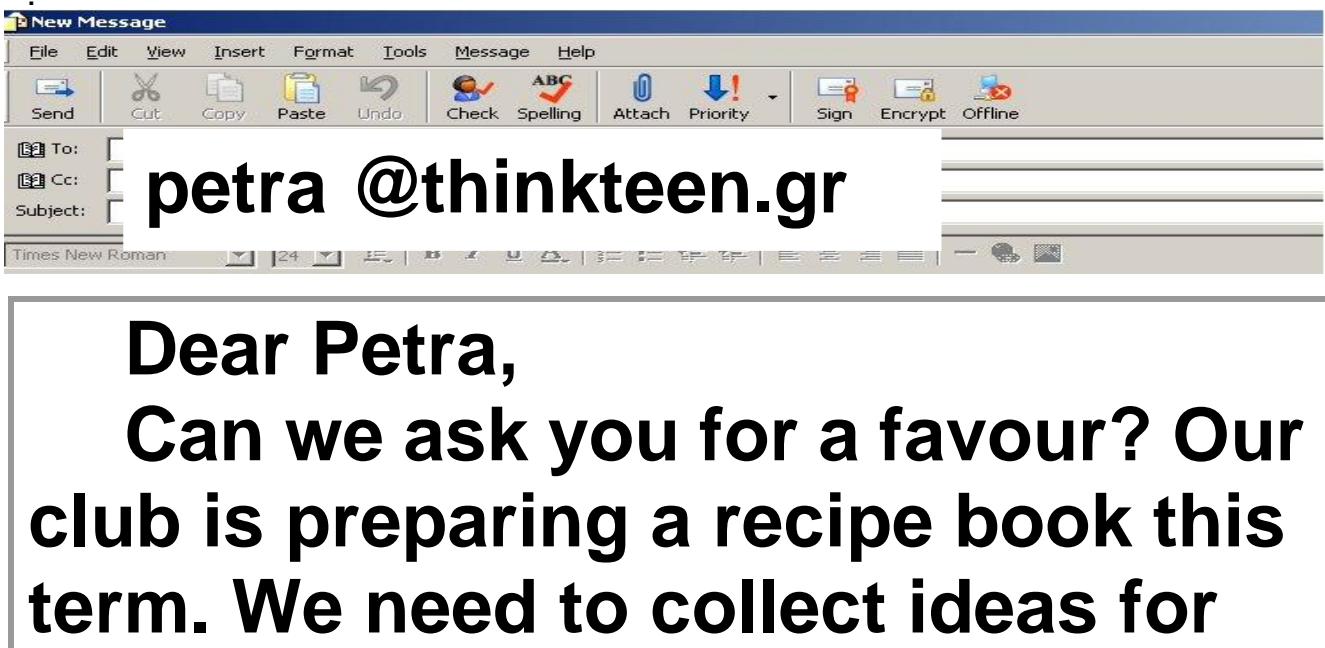 New Message
File Edit View Insert Format Tools Message Help
Send Cut Copy Paste Undo Check Spelling Attach Priority Sign Encrypt Offline
To:
Cc:
Subject:
petra @thinkteen.gr
Times New Roman 24 B I U A
Dear Petra,
Can we ask you for a favour? Our
club is preparing a recipe book this
term. We need to collect ideas for